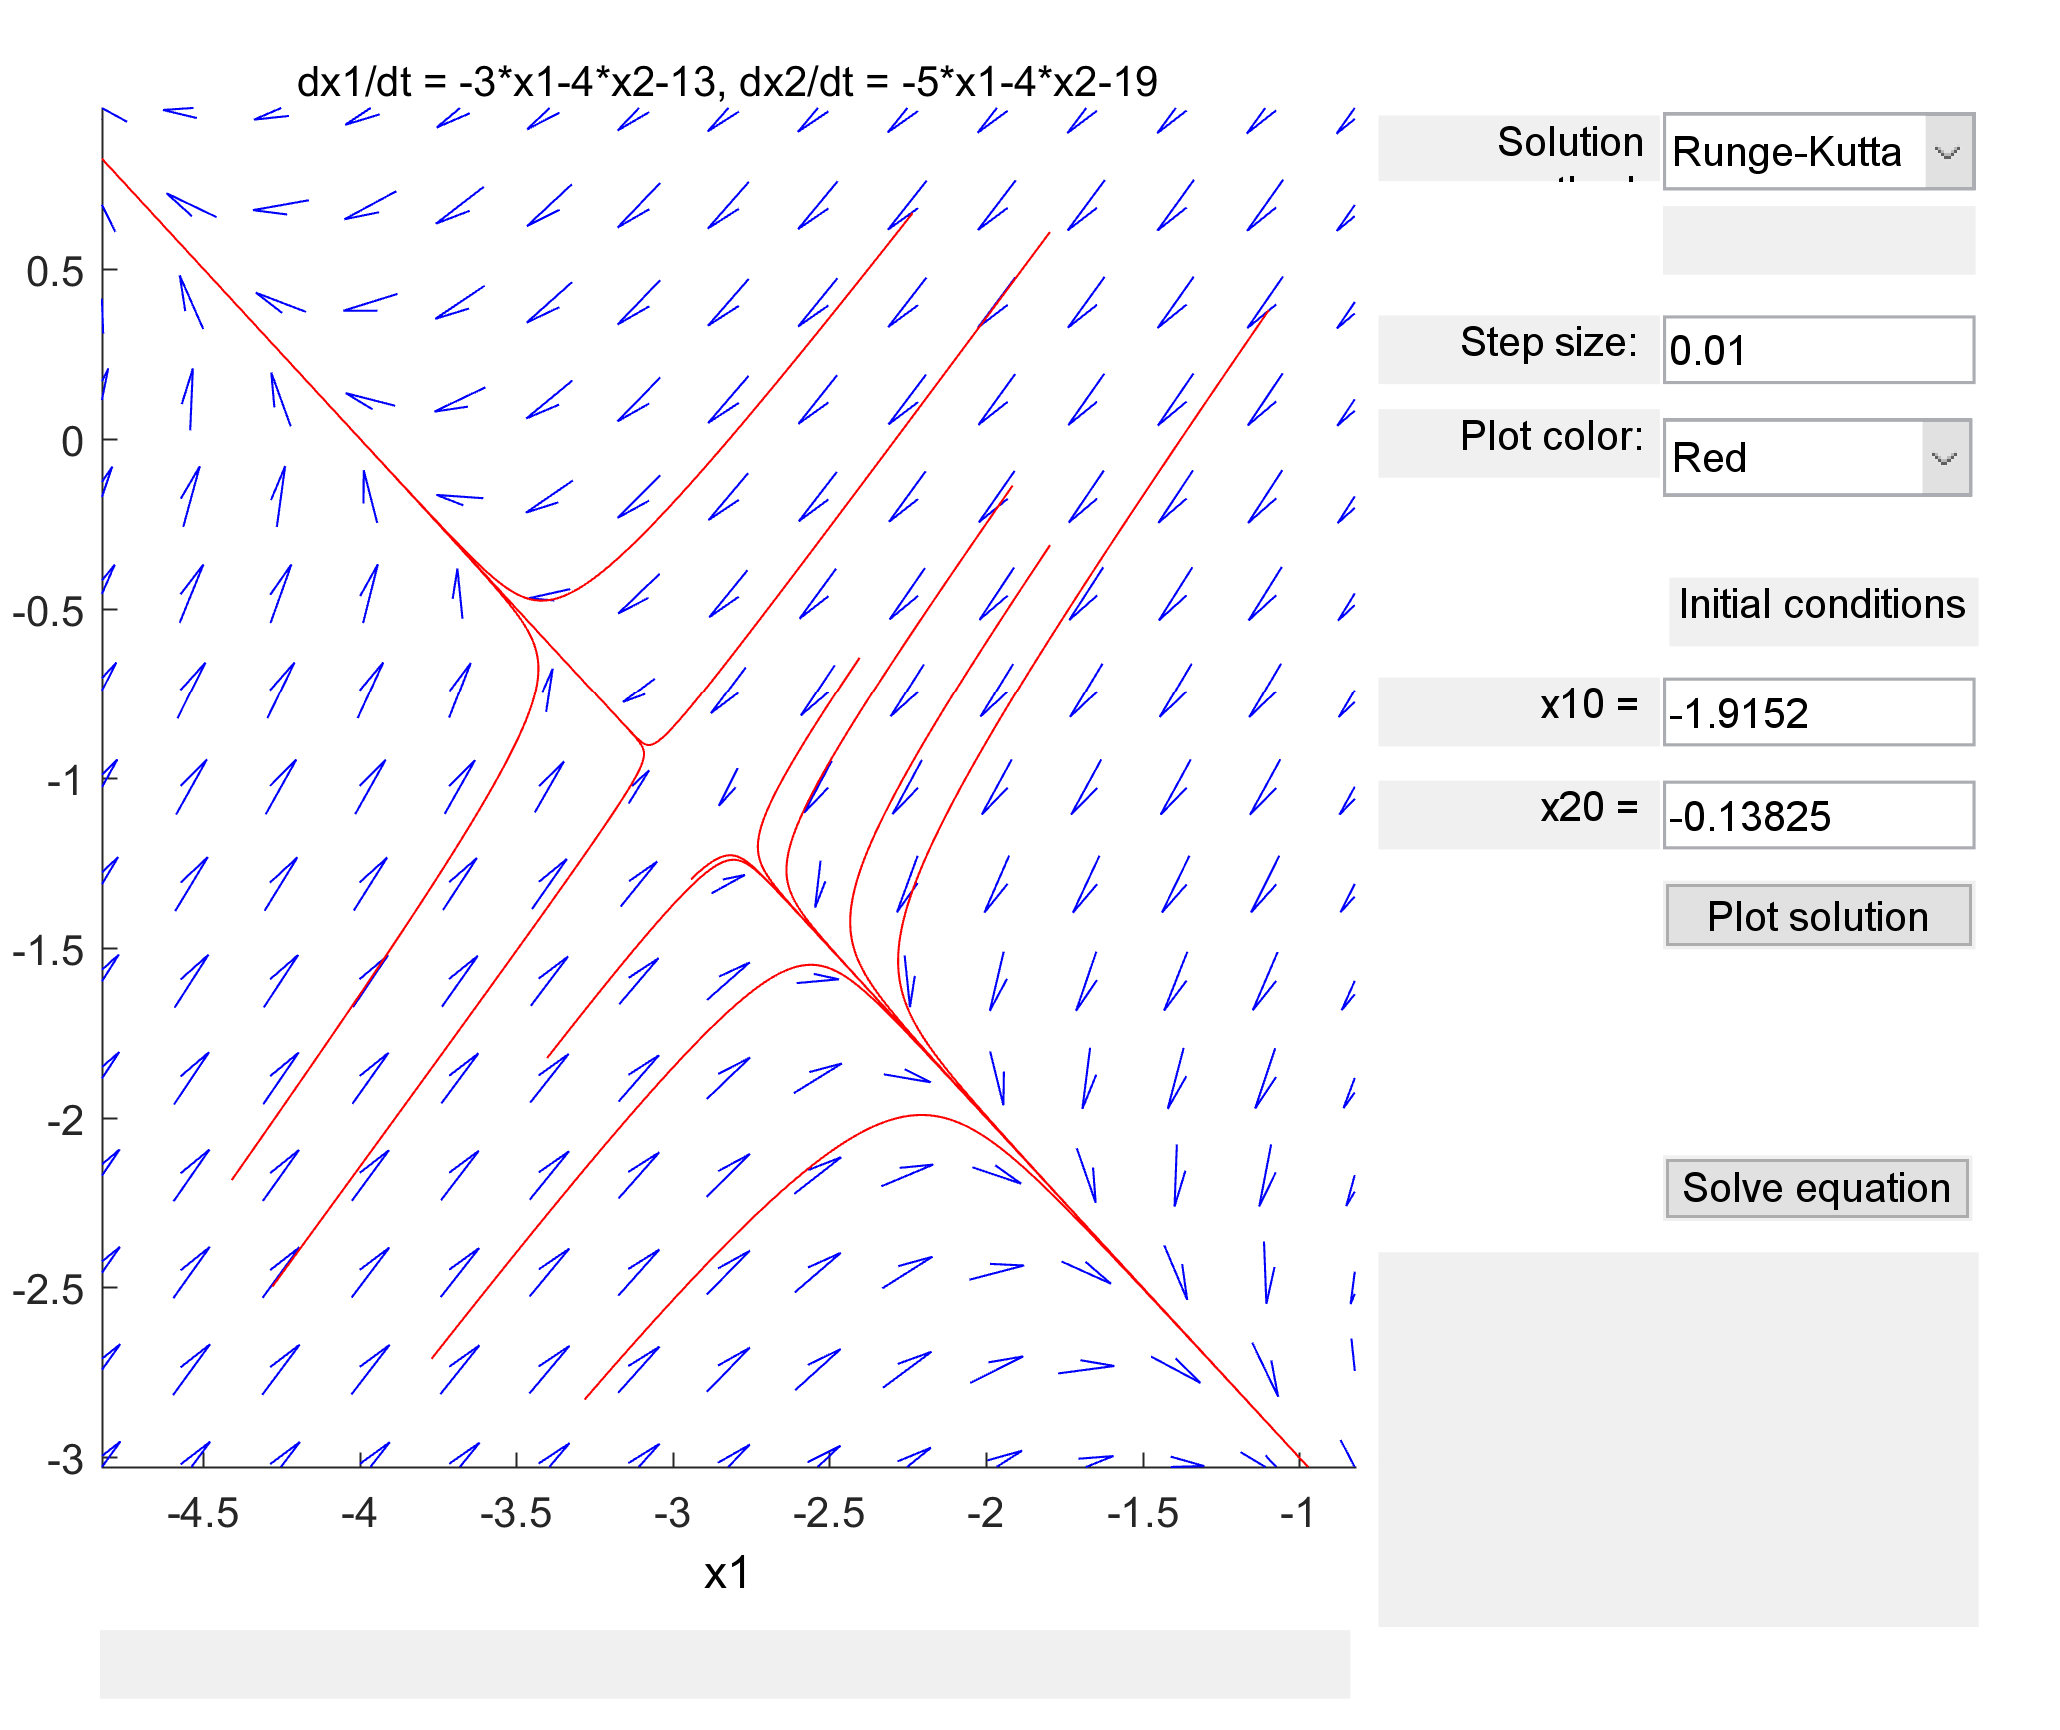 dx1/dt = -3*x1-4*x2-13, dx2/dt = -5*x1-4*x2-19
Solution
Runge-Kutta
Step size:
0.01
Plot color:
Red
Initial conditions
x10 =
-1.9152
x20 =
-0.13825
Plot solution
Solve equation
0.5
0
-0.5
-1
-1.5
-2
-2.5
-3
-4.5
-4
-3.5
-3
-2.5
-2
-1.5
-1
x1